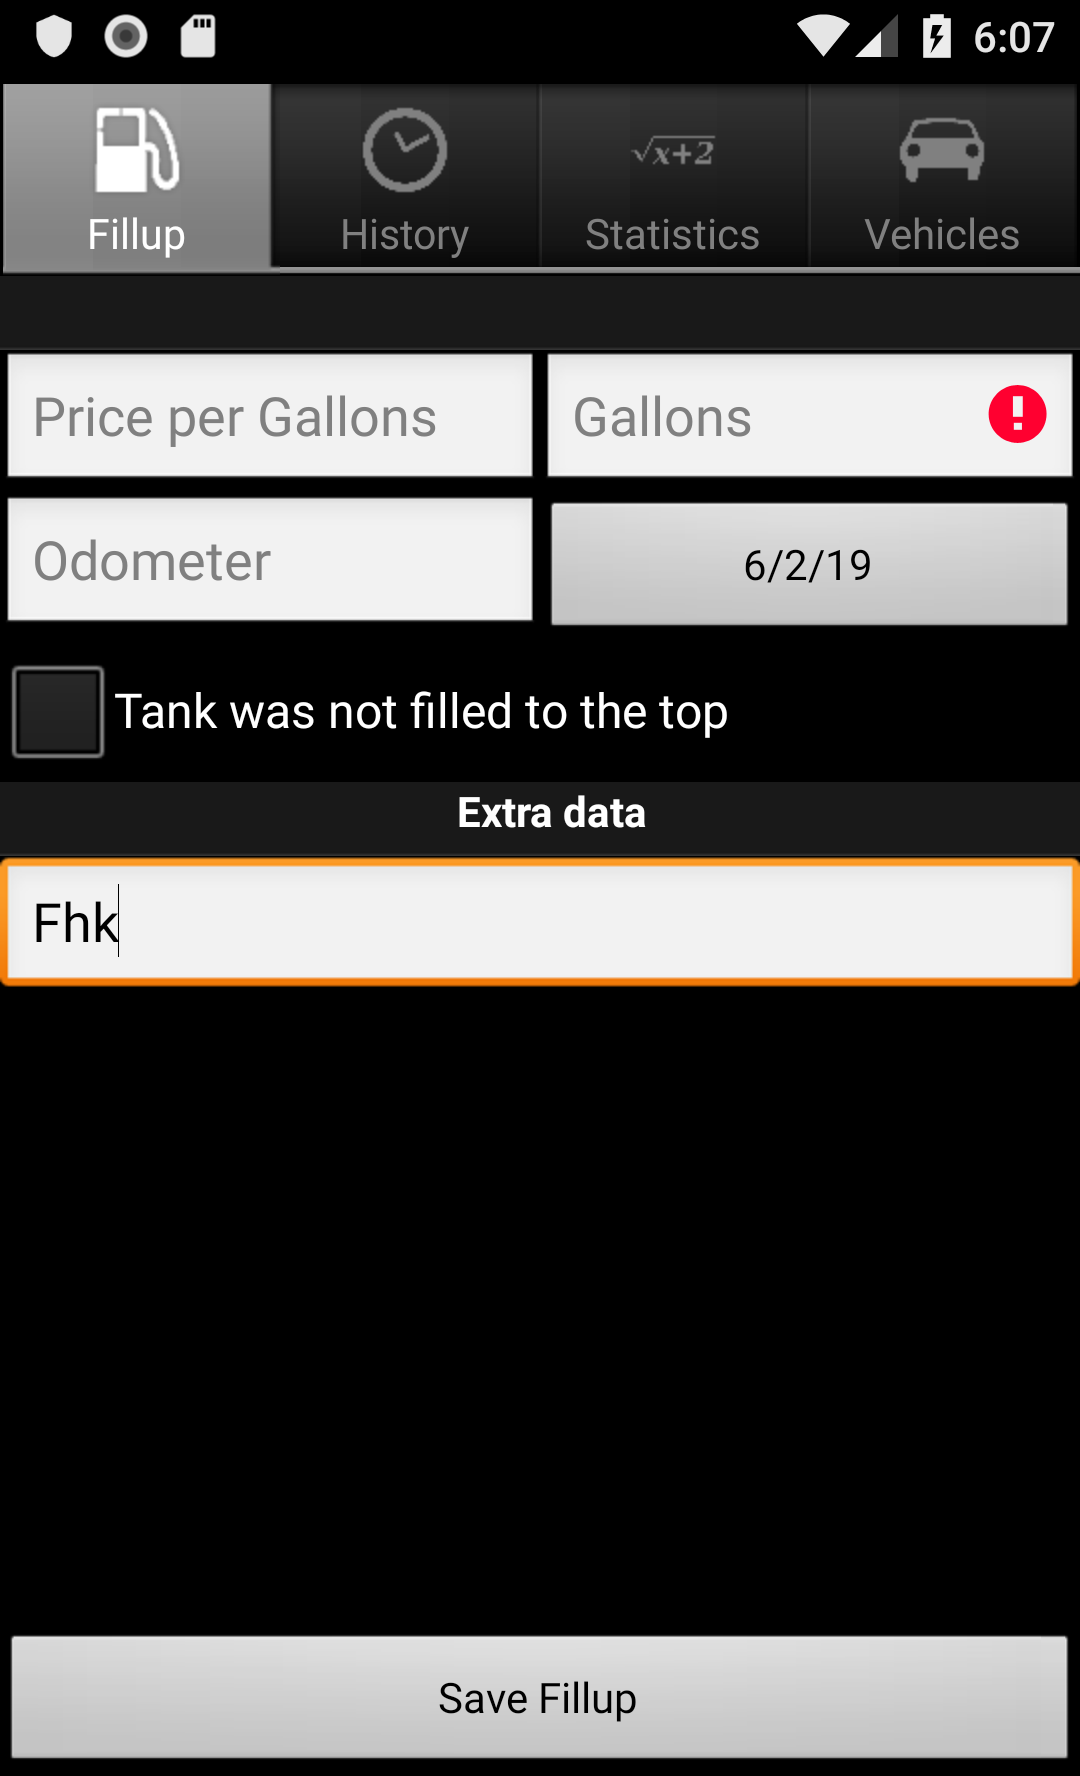 6:07
Fillup
History
√x+2
Statistics
Vehicles
Price per Gallons
Gallons
Odometer
6/2/19
Tank was not filled to the top
Extra data
Fhk
Save Fillup